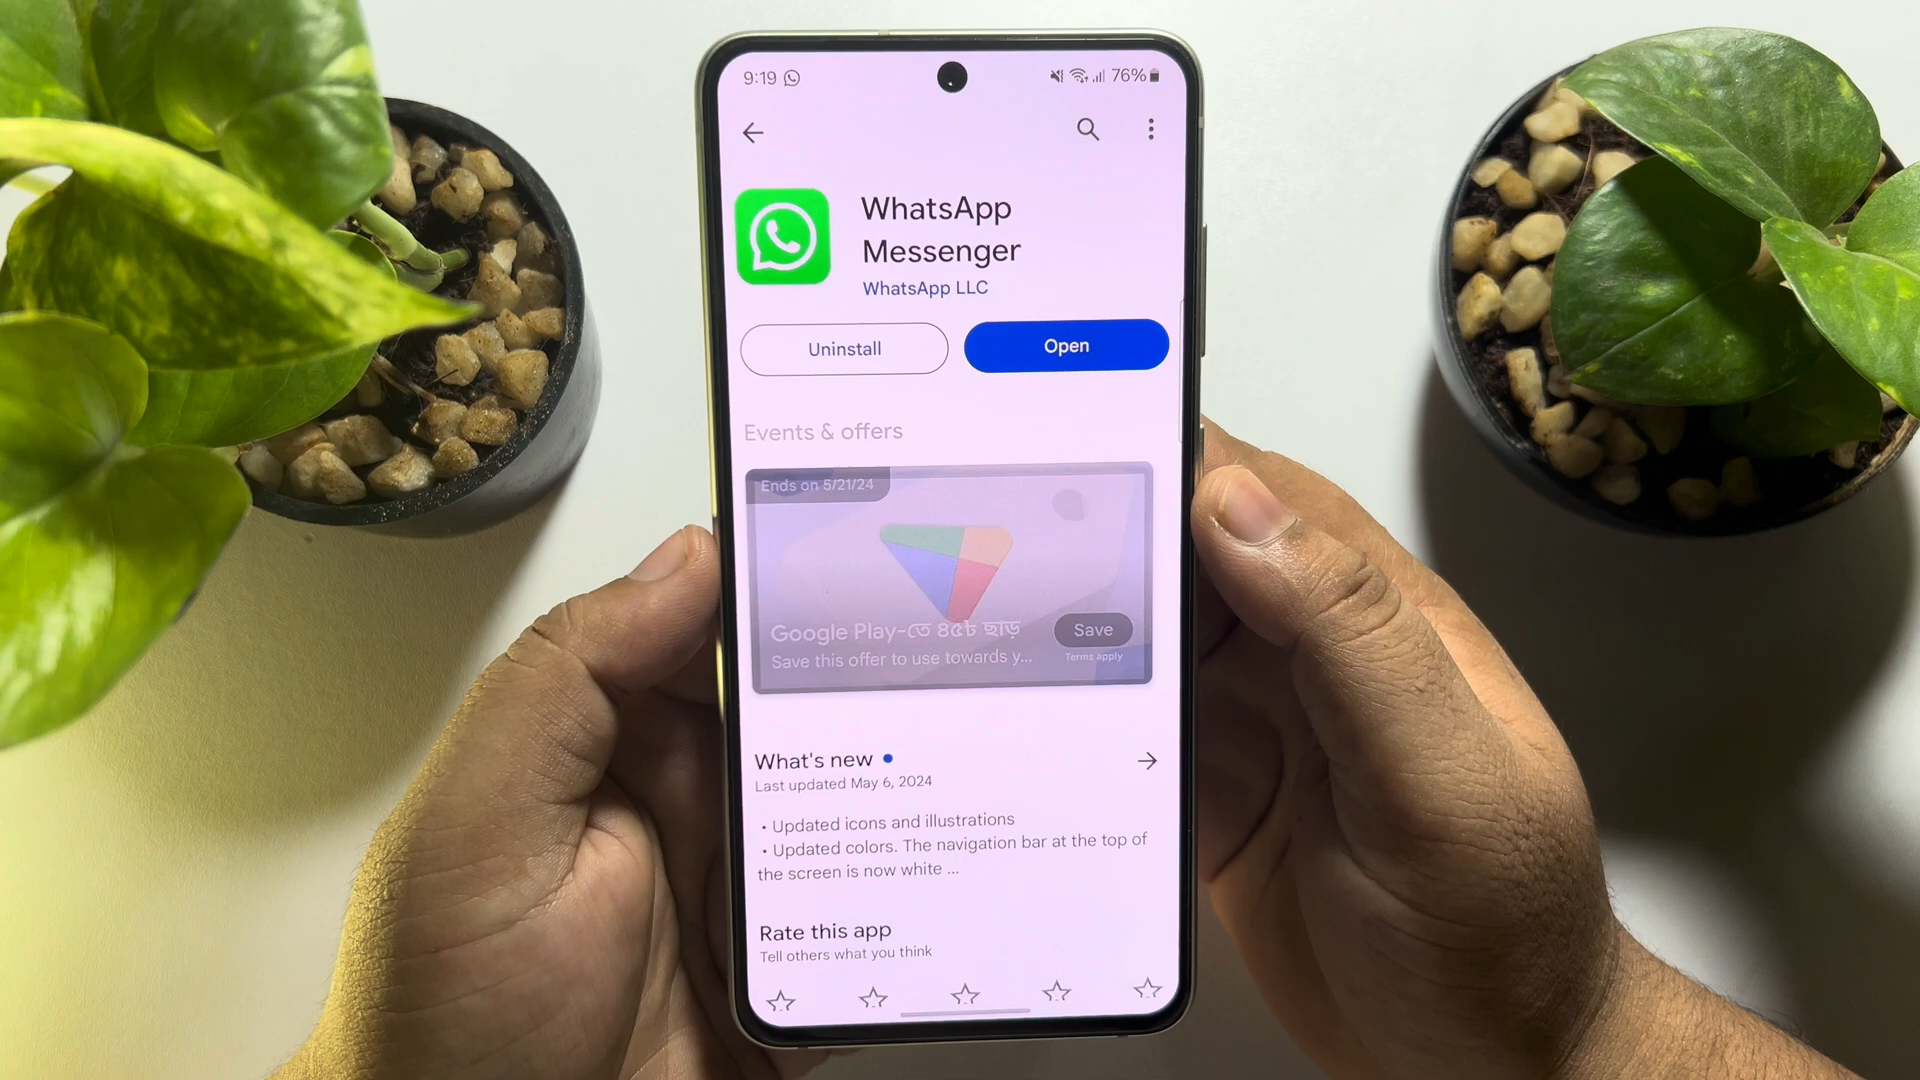 9:19
76%
WhatsApp
Messenger
WhatsApp LLC
Uninstall
Open
Events & offers
Ends on 5/21/24
Google Play-তে ৪৫৳ ছাড়
Save
Save this offer to use towards y...
Terms apply
What's new
Last updated May 6, 2024
• Updated icons and illustrations
• Updated colors. The navigation bar at the top of
the screen is now white ...
Rate this app
Tell others what you think